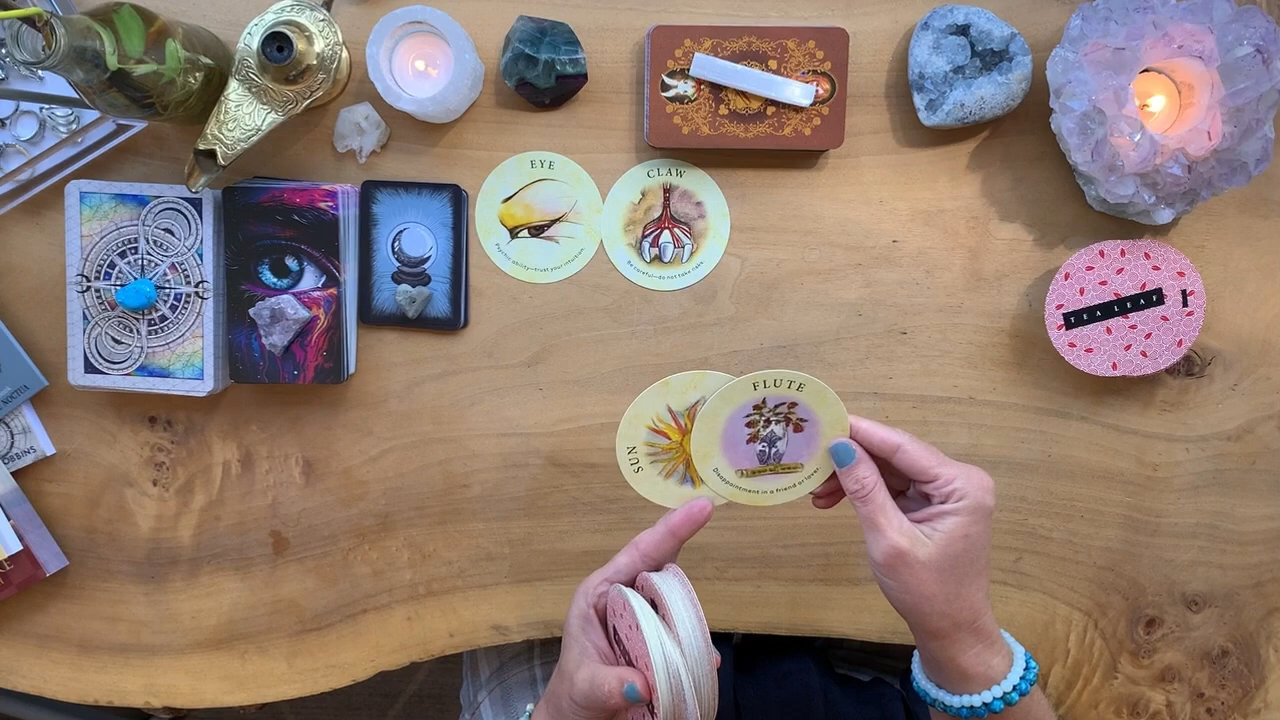 EYE
Psychic ability—trust your intuition.
CLAW
Be careful—do not take risks.
TEA LEAF
SUN
FLUTE
Disappointment in a friend or lover.
OBBINS